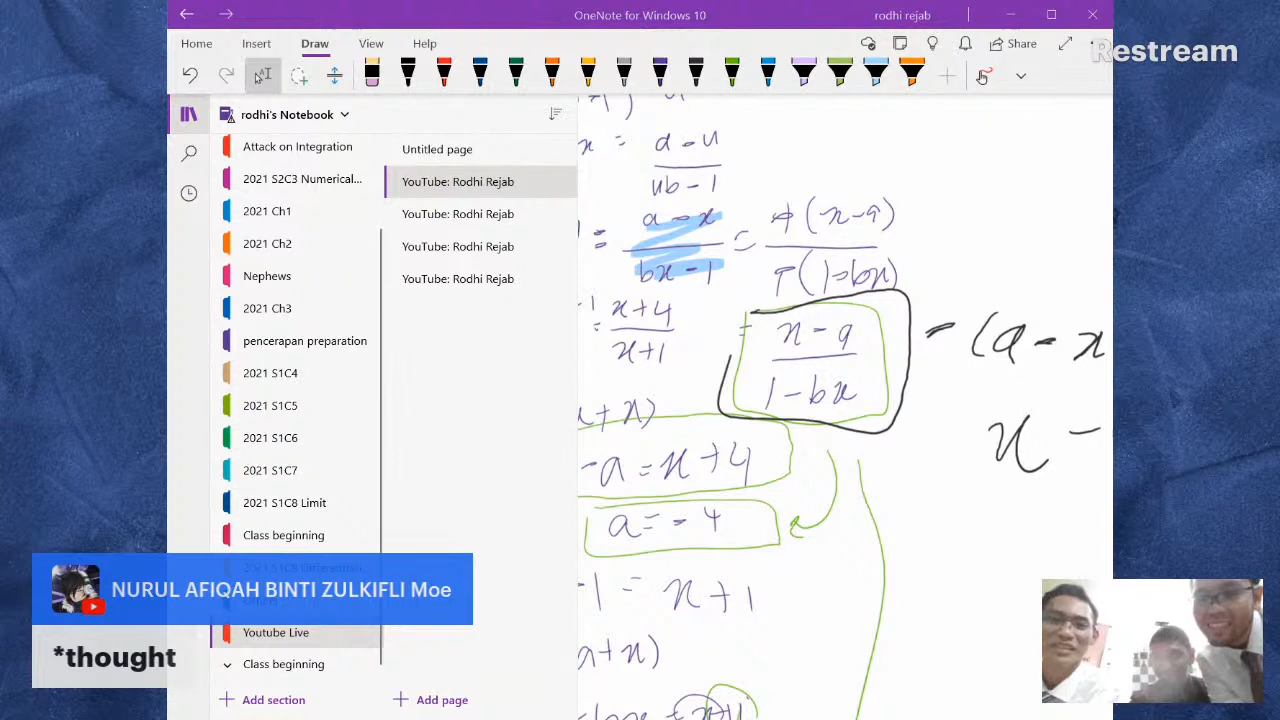 OneNote for Windows 10
rodhi rejab
Restream
Home
Insert
Draw
View
Help
Share
rodhi's Notebook
Attack on Integration
2021 S2C3 Numerical...
2021 Ch1
2021 Ch2
Nephews
2021 Ch3
pencerapan preparation
2021 S1C4
2021 S1C5
2021 S1C6
2021 S1C7
2021 S1C8 Limit
Class beginning
Youtube Live
Class beginning
Add section
Untitled page
YouTube: Rodhi Rejab
YouTube: Rodhi Rejab
YouTube: Rodhi Rejab
YouTube: Rodhi Rejab
Add page
x = a - u
ub - 1
= a - x
bx - 1
x + 4
x + 1
x - a
1 - bx
= (a - x
x -
-a = x + 4
a = -4
-1 = x + 1
NURUL AFIQAH BINTI ZULKIFLI Moe
*thought